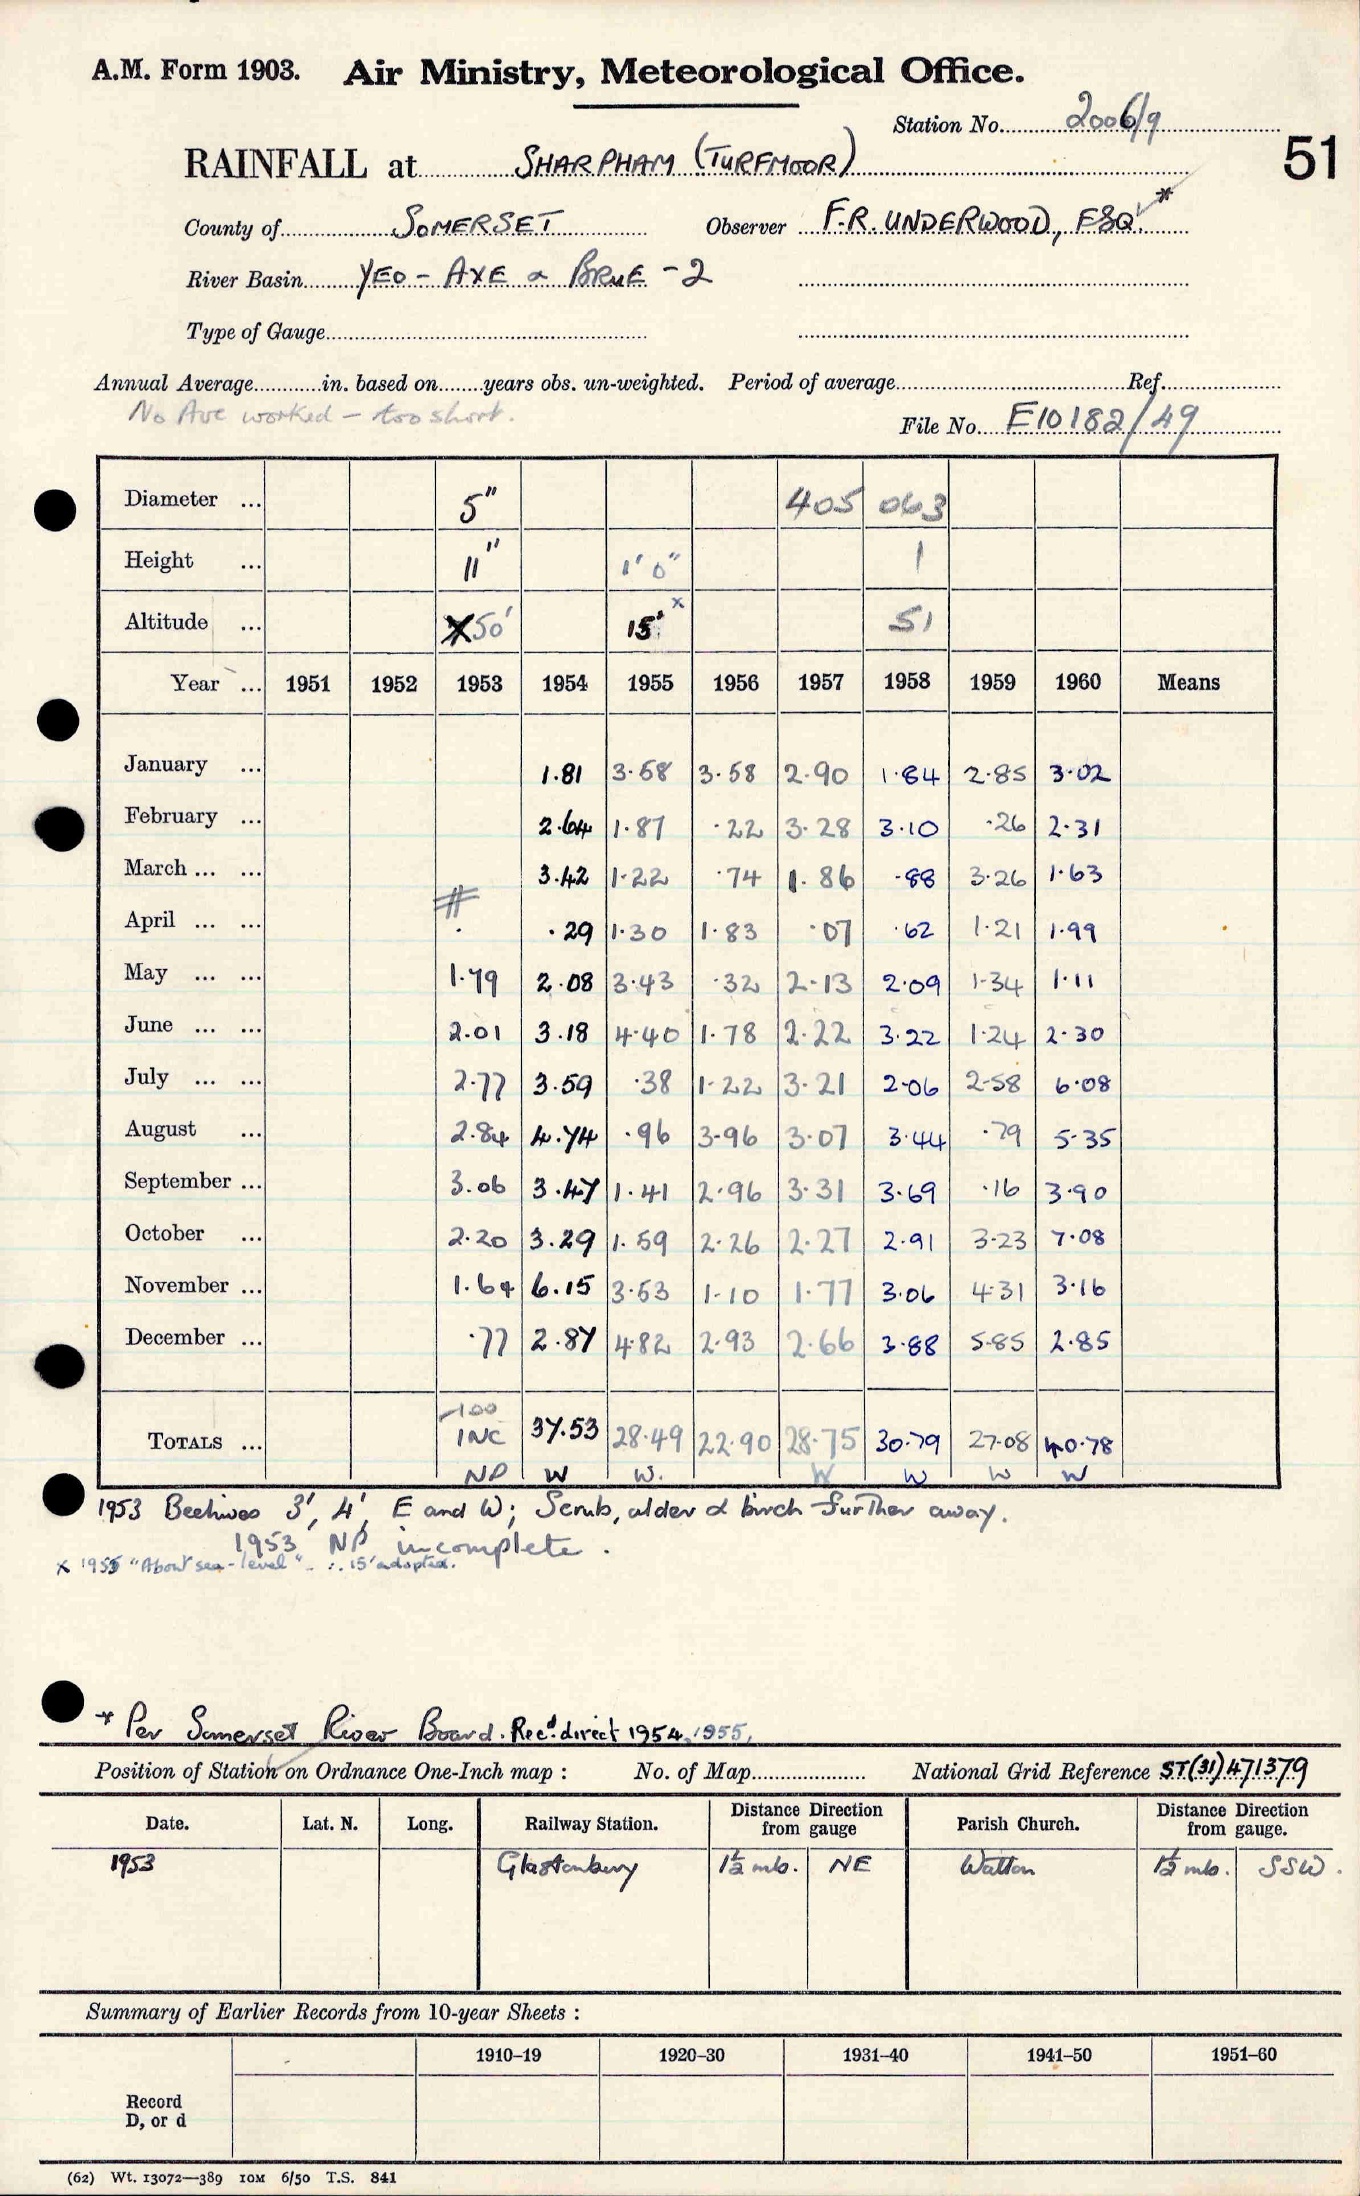 A.M. Form 1903. Air Ministry, Meteorological Office.
Station No. 2006/9
51
RAINFALL at SHARPHAM (TURFMOOR)
County of SOMERSET Observer F.R. UNDERWOOD, ESQ. *
River Basin YEO - AXE & BRUE - 2
Type of Gauge
Annual Average in. based on years obs. un-weighted. Period of average Ref.
No Ave worked - too short.
File No. E10182/49
Diameter ... 5" 405 063
Height ... 11" 1' 0" 1
Altitude ... 50' 15' x 51
Year ... 1951 1952 1953 1954 1955 1956 1957 1958 1959 1960 Means
January ... 1.81 3.58 3.58 2.90 1.84 2.85 3.02
February ... 2.64 1.87 .22 3.28 3.10 .26 2.31
March ... ... 3.42 1.22 .74 1.86 .88 3.26 1.63
April ... ... # .29 1.30 1.83 .07 .62 1.21 1.99
May ... ... 1.79 2.08 3.43 .32 2.13 2.09 1.34 1.11
June ... ... 2.01 3.18 4.40 1.78 2.22 3.22 1.24 2.30
July ... ... 2.77 3.59 .38 1.22 3.21 2.06 2.58 6.08
August ... 2.84 4.74 .96 3.96 3.07 3.44 .79 5.35
September ... 3.06 3.47 1.41 2.96 3.31 3.69 .16 3.90
October ... 2.20 3.29 1.59 2.26 2.27 2.91 3.23 7.08
November ... 1.64 6.15 3.53 1.10 1.77 3.06 4.31 3.16
December ... .77 2.87 4.82 2.93 2.66 3.88 5.85 2.85
-100
TOTALS ... INC 37.53 28.49 22.90 28.75 30.79 27.08 40.78
NP W W. W W W W
1953 Beehives 3', 4', E and W; Scrub, alder & birch further away.
1953 NP incomplete.
x 1955 "About sea-level" ∴ 15' adopted.
* Per Somerset River Board. Rec'd direct 1954, 1955,
Position of Station on Ordnance One-Inch map : No. of Map National Grid Reference ST(31)471379
Date. Lat. N. Long. Railway Station. Distance Direction from gauge Parish Church. Distance Direction from gauge.
1953 Glastonbury 1½ mls. NE Walton 1½ mls. SSW.
Summary of Earlier Records from 10-year Sheets :
1910–19 1920–30 1931–40 1941–50 1951–60
Record
D, or d
(62) Wt. 13072—389 10M 6/50 T.S. 841